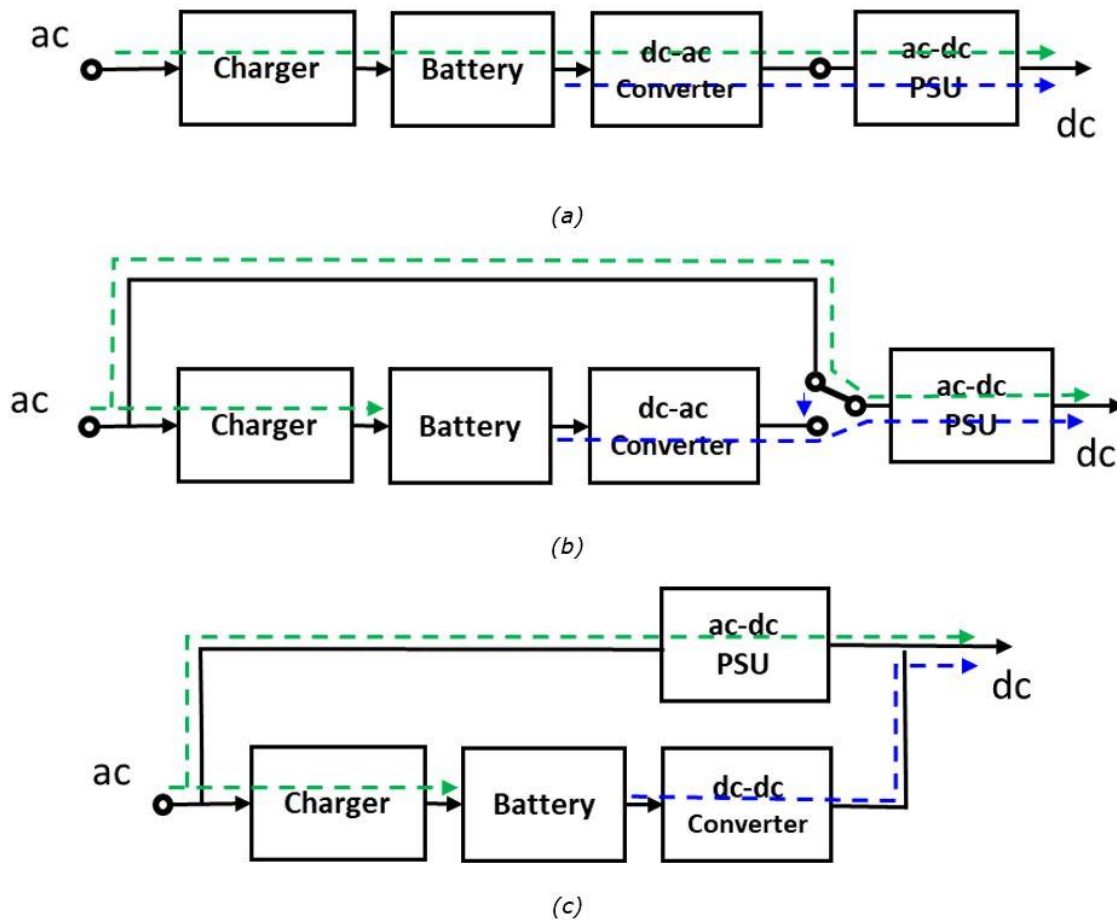 ac
Charger
Battery
dc-ac
Converter
ac-dc
PSU
dc
(a)
ac
Charger
Battery
dc-ac
Converter
ac-dc
PSU
dc
(b)
ac-dc
PSU
dc
ac
Charger
Battery
dc-dc
Converter
(c)